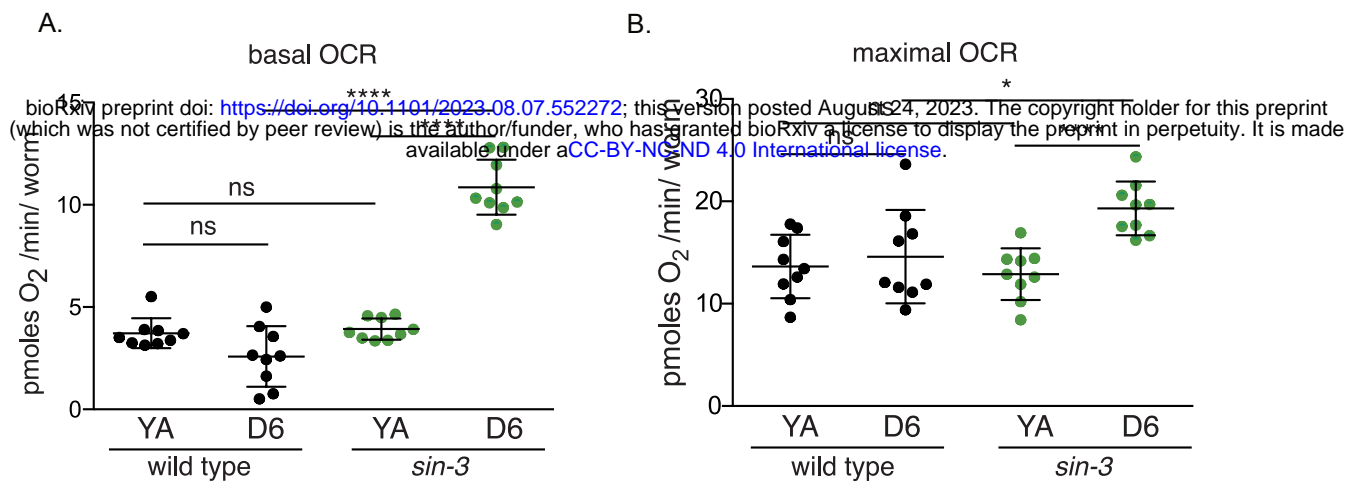 A.
B.
basal OCR
maximal OCR
bioRxiv preprint doi: https://doi.org/10.1101/2023.08.07.552272; this version posted August 24, 2023. The copyright holder for this preprint
(which was not certified by peer review) is the author/funder, who has granted bioRxiv a license to display the preprint in perpetuity. It is made
available under aCC-BY-NC-ND 4.0 International license.
pmoles O2 /min/ worm
15
10
5
0
****
****
ns
ns
YA D6 YA D6
wild type sin-3
pmoles O2 /min/ worm
30
20
10
0
*
ns
****
ns
YA D6 YA D6
wild type sin-3